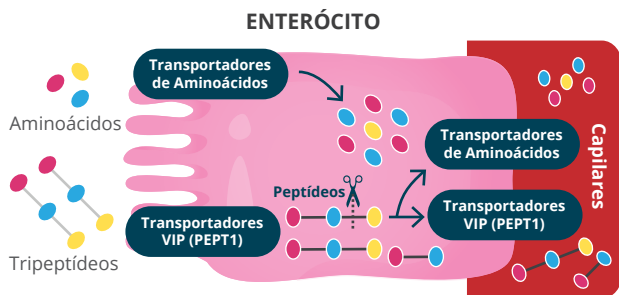 ENTERÓCITO
Transportadores
de Aminoácidos
Aminoácidos
Tripeptídeos
Transportadores
VIP (PEPT1)
Peptídeos
Transportadores
de Aminoácidos
Transportadores
VIP (PEPT1)
Capilares